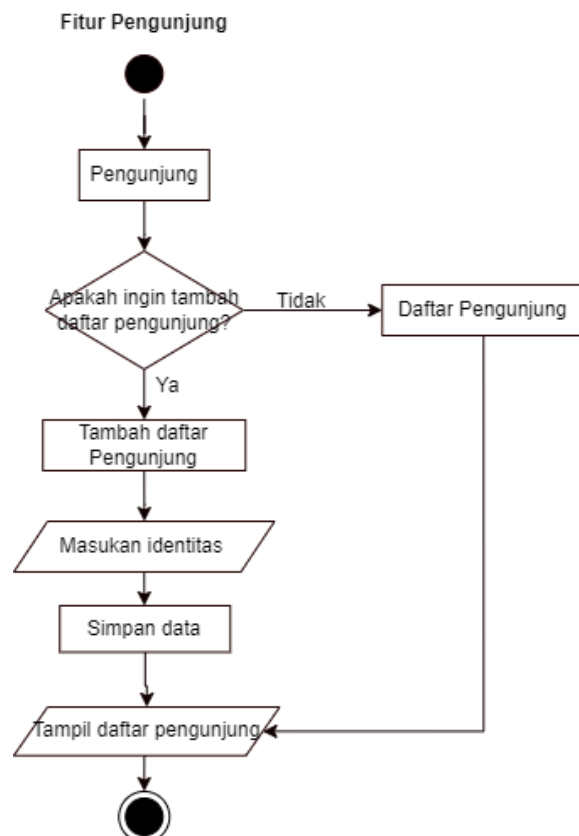 Fitur Pengunjung
Pengunjung
Apakah ingin tambah
daftar pengunjung?
Tidak
Daftar Pengunjung
Ya
Tambah daftar
Pengunjung
Masukan identitas
Simpan data
Tampil daftar pengunjung